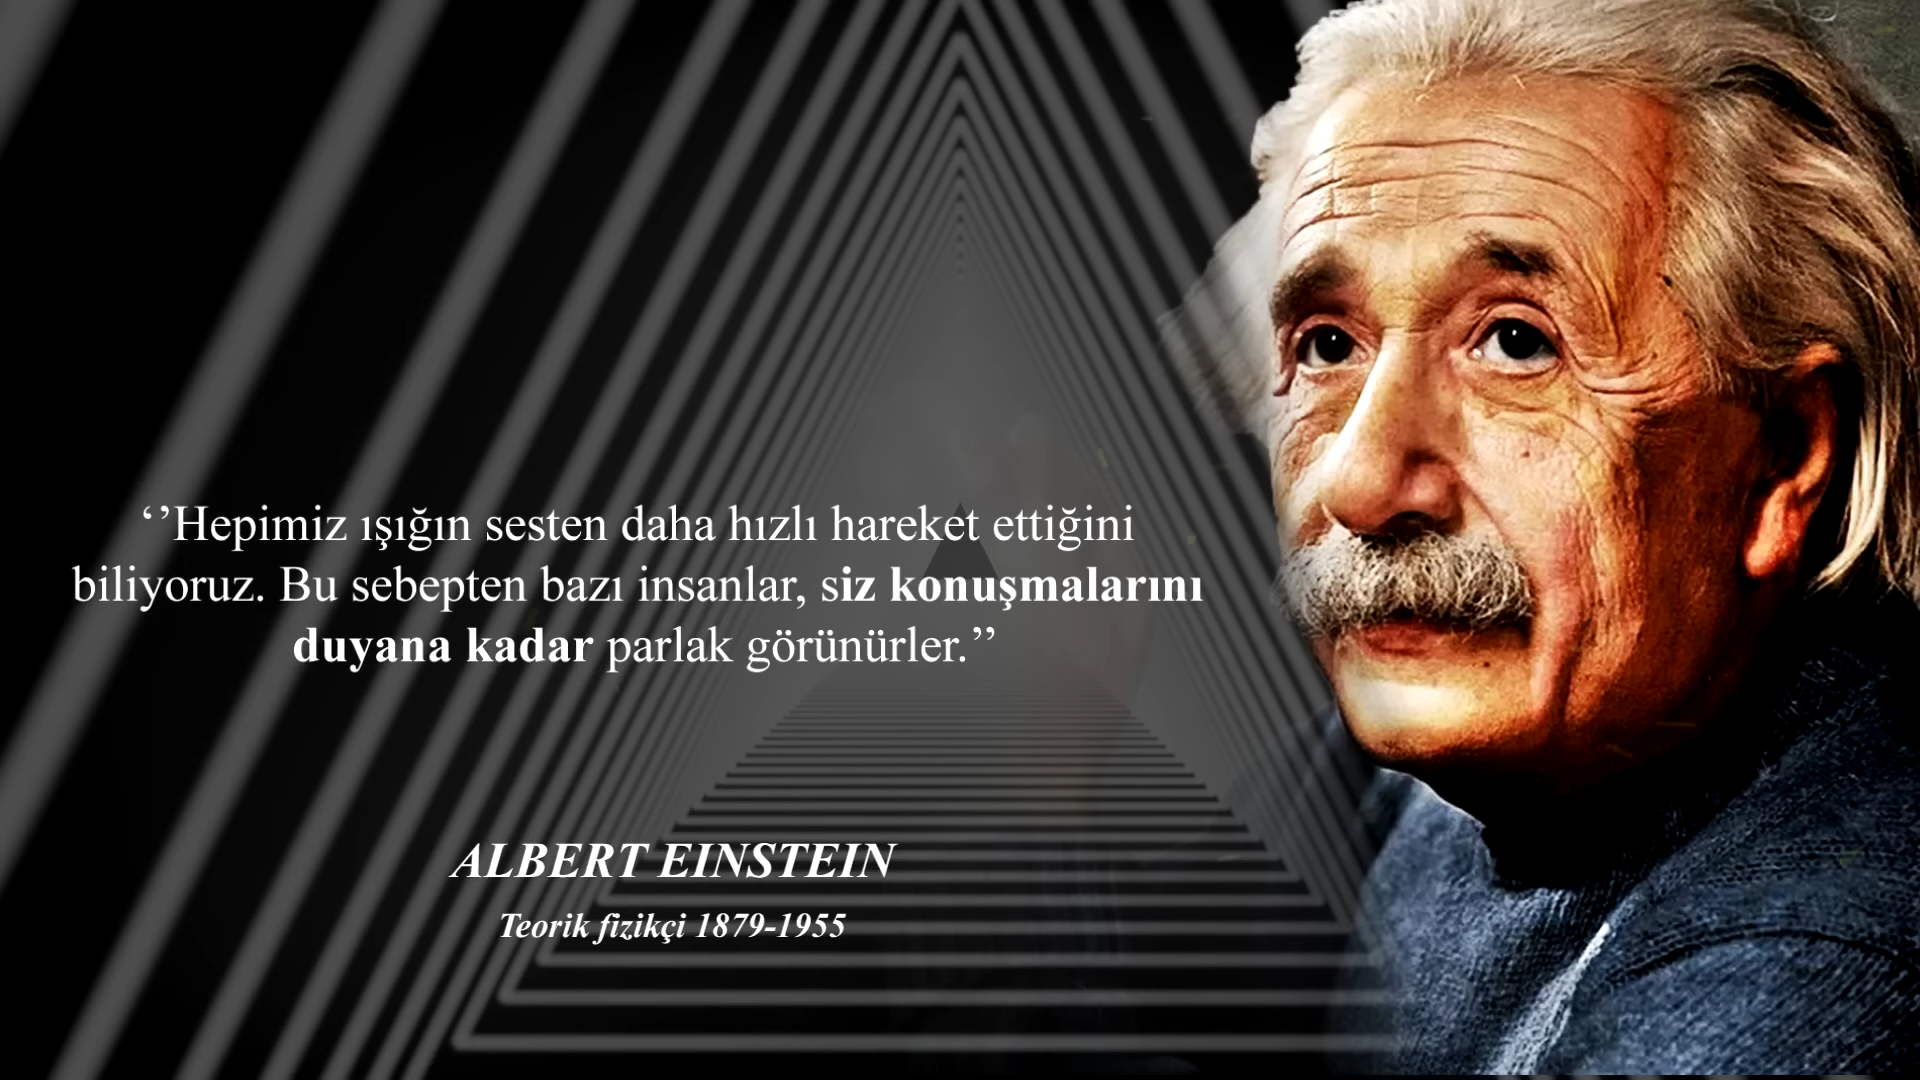 ‘’Hepimiz ışığın sesten daha hızlı hareket ettiğini
biliyoruz. Bu sebepten bazı insanlar, siz konuşmalarını
duyana kadar parlak görünürler.’’
ALBERT EINSTEIN
Teorik fizikçi 1879-1955